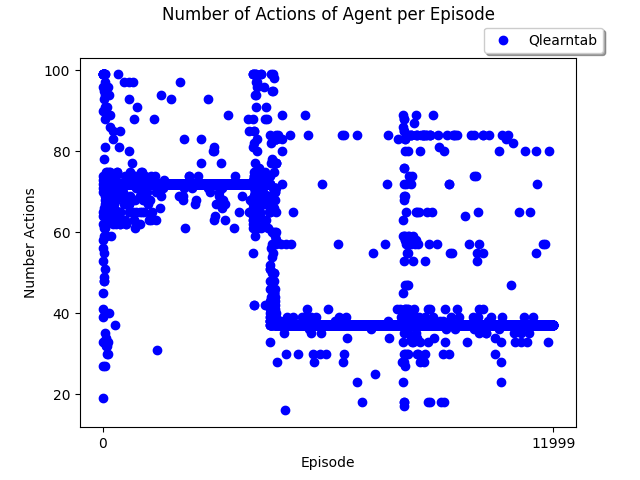 Number of Actions of Agent per Episode
Qlearntab
100
80
60
40
20
Number Actions
0
11999
Episode